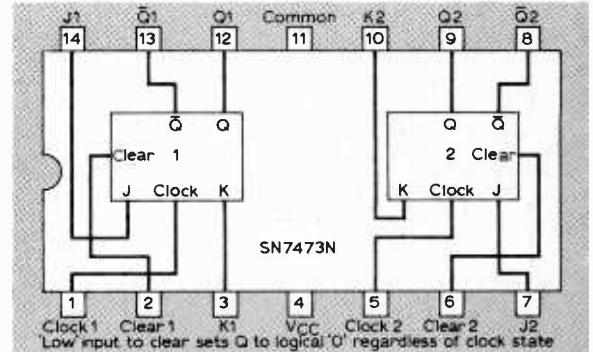 J1 Q̄1 Q1 Common K2 Q2 Q̄2
14 13 12 11 10 9 8
Q̄ Q Q Q̄
Clear 1 2 Clear
J Clock K K Clock J
SN7473N
1 2 3 4 5 6 7
Clock 1 Clear 1 K1 VCC Clock 2 Clear 2 J2
'Low' input to clear sets Q to logical '0' regardless of clock state